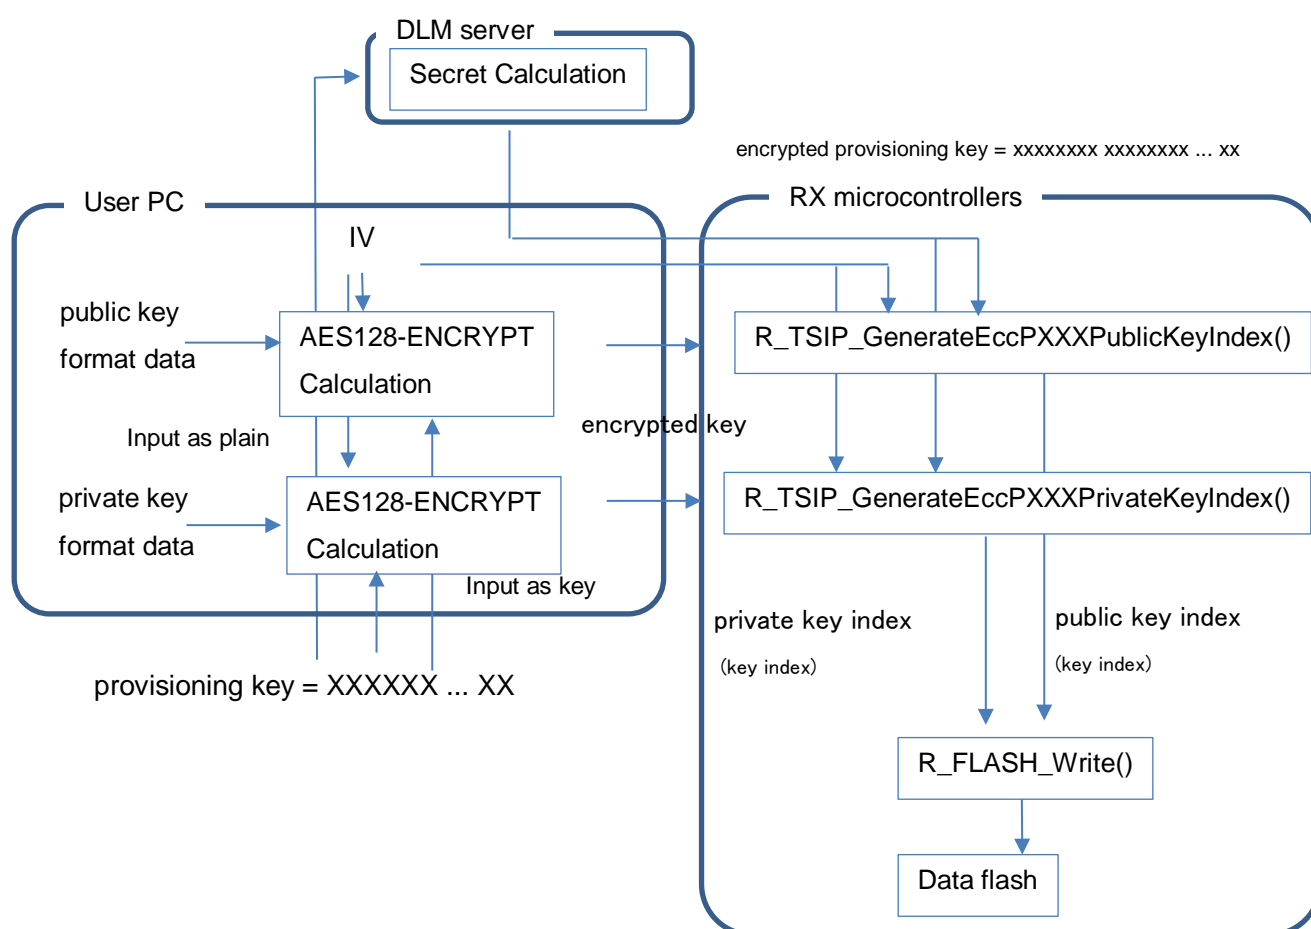 DLM server
Secret Calculation
encrypted provisioning key = xxxxxxxx xxxxxxxx ... xx
User PC
RX microcontrollers
IV
public key
format data
AES128-ENCRYPT
Calculation
R_TSIP_GenerateEccPXXXPublicKeyIndex()
Input as plain
encrypted key
private key
format data
AES128-ENCRYPT
Calculation
R_TSIP_GenerateEccPXXXPrivateKeyIndex()
Input as key
private key index
(key index)
public key index
(key index)
provisioning key = XXXXXX ... XX
R_FLASH_Write()
Data flash